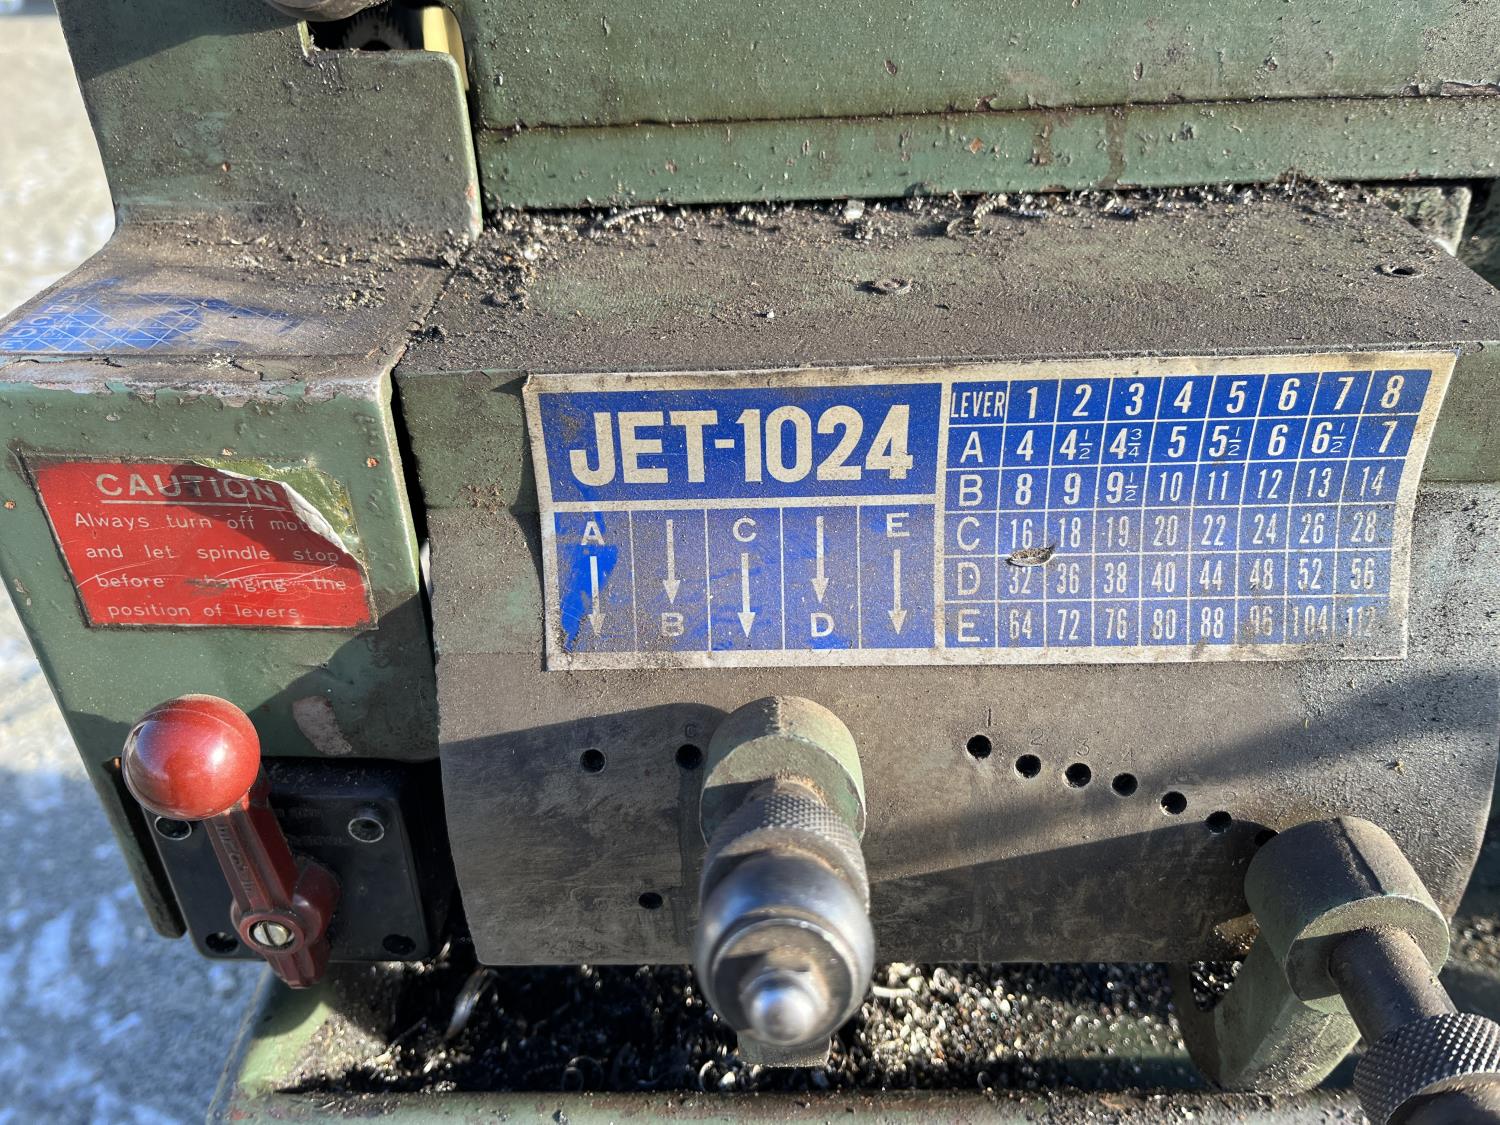 JET-1024
A C E
B D
LEVER 1 2 3 4 5 6 7 8
A 4 4½ 4¾ 5 5½ 6 6½ 7
B 8 9 9½ 10 11 12 13 14
C 16 18 19 20 22 24 26 28
D 32 36 38 40 44 48 52 56
E 64 72 76 80 88 96 104 112
CAUTION
Always turn off
and let spindle stop
before changing the
position of levers
C
1 2 3 4